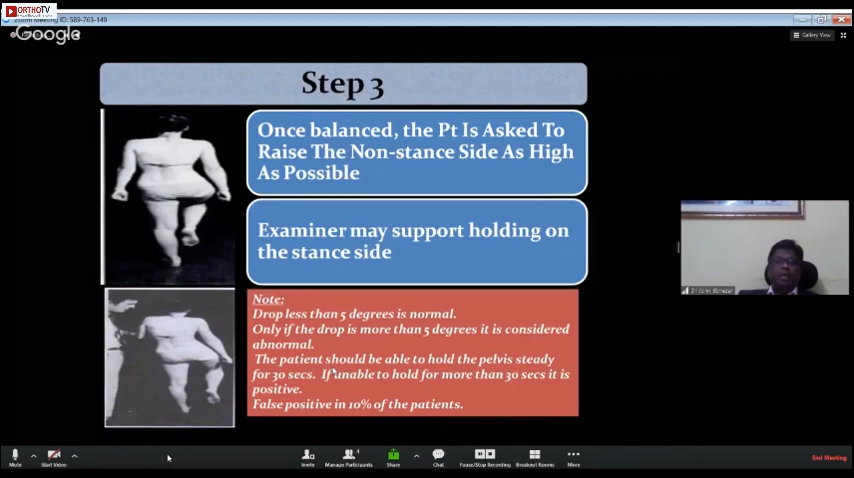 ORTHOTV
Zoom Meeting ID: 589-763-149
Google
Gallery View
Step 3
Once balanced, the Pt Is Asked To
Raise The Non-stance Side As High
As Possible
Examiner may support holding on
the stance side
Note:
Drop less than 5 degrees is normal.
Only if the drop is more than 5 degrees it is considered
abnormal.
The patient should be able to hold the pelvis steady
for 30 secs. If unable to hold for more than 30 secs it is
positive.
False positive in 10% of the patients.
Mute
Start Video
Invite
4
Manage Participants
Share
Chat
Pause/Stop Recording
Breakout Rooms
More
End Meeting